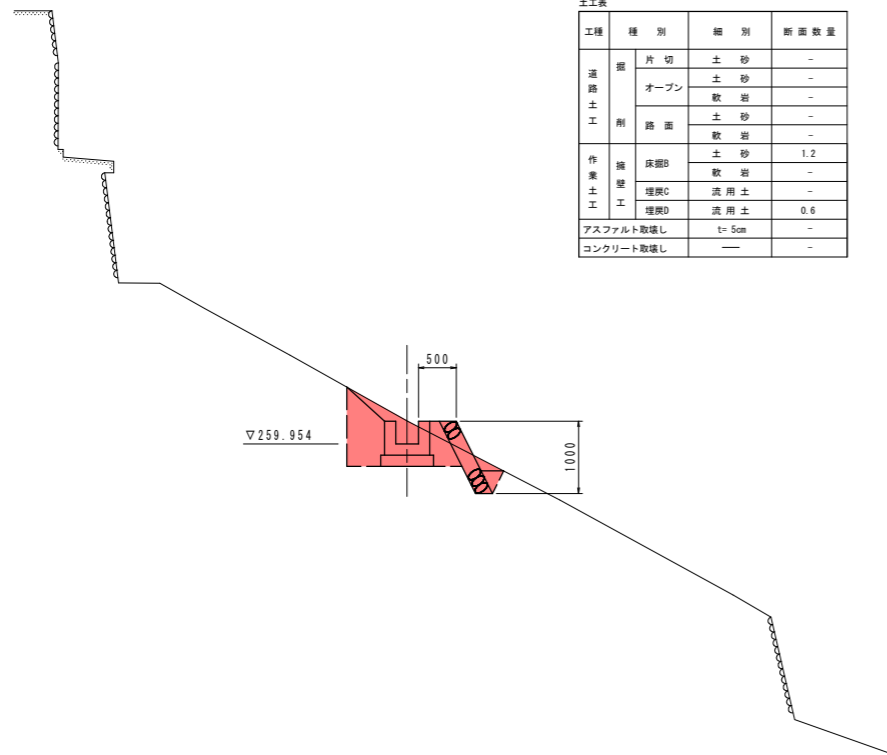 土工表
工種 種 別 細 別 断面数量
道路土工 掘削 片切 土砂 -
オープン 土砂 -
軟岩 -
路面 土砂 -
軟岩 -
作業土工 擁壁工 床掘B 土砂 1.2
軟岩 -
埋戻C 流用土 -
埋戻D 流用土 0.6
アスファルト取壊し t= 5cm -
コンクリート取壊し ── -
500
▽259.954
1000